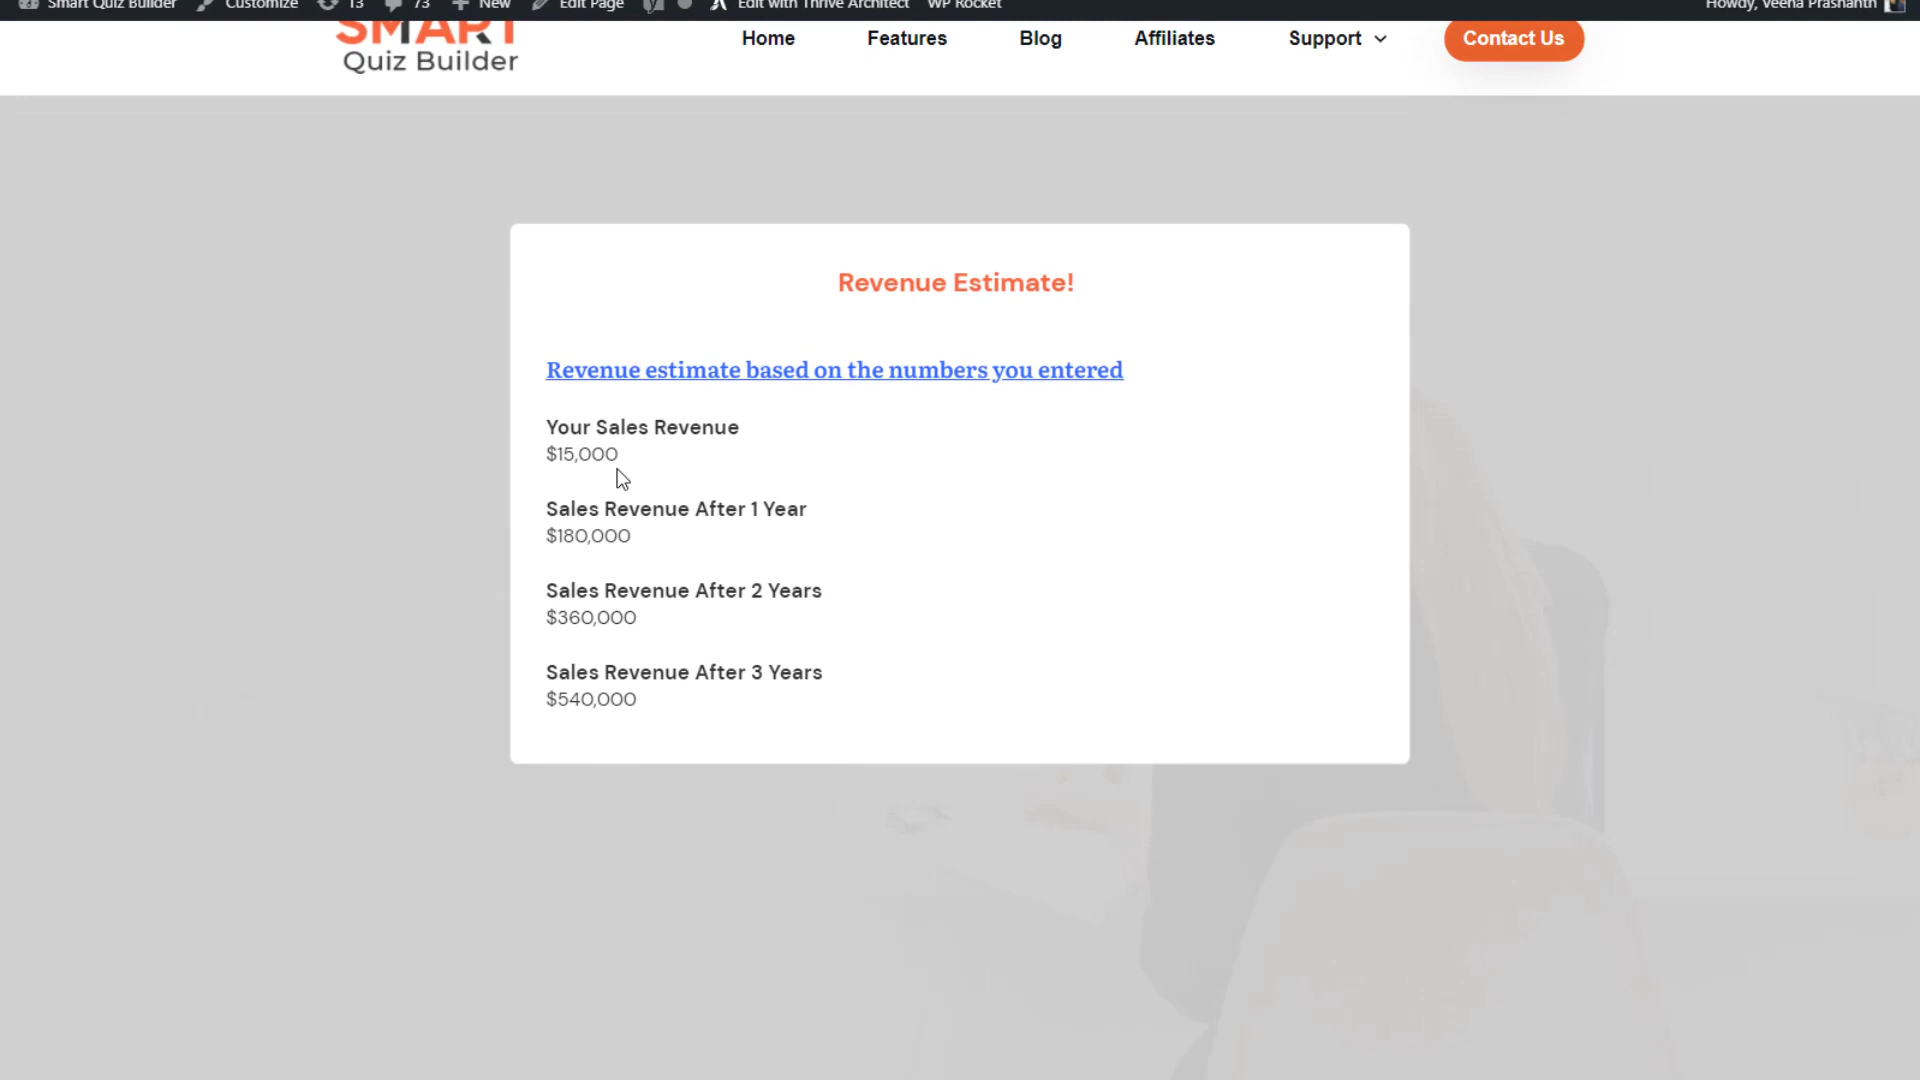 Smart Quiz Builder Customize 13 73 New Edit Page Edit with Thrive Architect WP Rocket Howdy, Veena Prashanth
SMART
Quiz Builder
Home Features Blog Affiliates Support Contact Us
Revenue Estimate!
Revenue estimate based on the numbers you entered
Your Sales Revenue
$15,000
Sales Revenue After 1 Year
$180,000
Sales Revenue After 2 Years
$360,000
Sales Revenue After 3 Years
$540,000